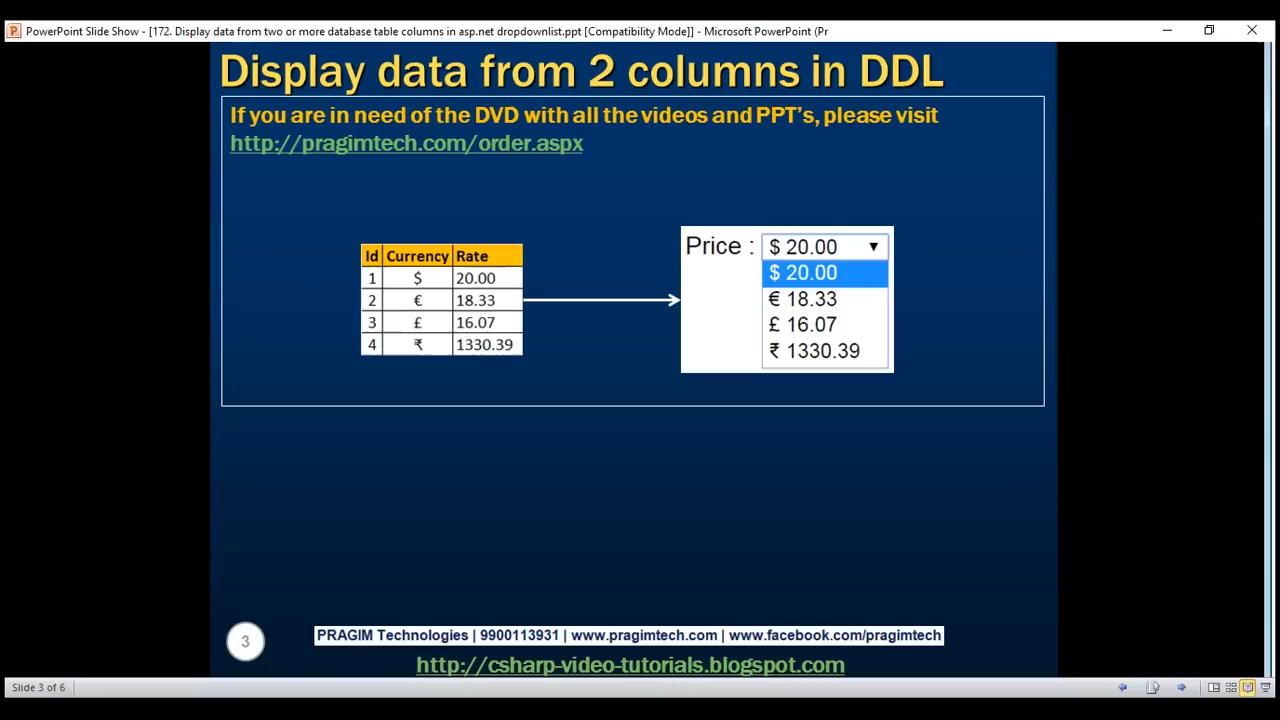 PowerPoint Slide Show - [172. Display data from two or more database table columns in asp.net dropdownlist.ppt [Compatibility Mode]] - Microsoft PowerPoint (Pr
Display data from 2 columns in DDL
If you are in need of the DVD with all the videos and PPT's, please visit
http://pragimtech.com/order.aspx
Id Currency Rate
1 $ 20.00
2 € 18.33
3 £ 16.07
4 ₹ 1330.39
Price : $ 20.00
$ 20.00
€ 18.33
£ 16.07
₹ 1330.39
3
PRAGIM Technologies | 9900113931 | www.pragimtech.com | www.facebook.com/pragimtech
http://csharp-video-tutorials.blogspot.com
Slide 3 of 6